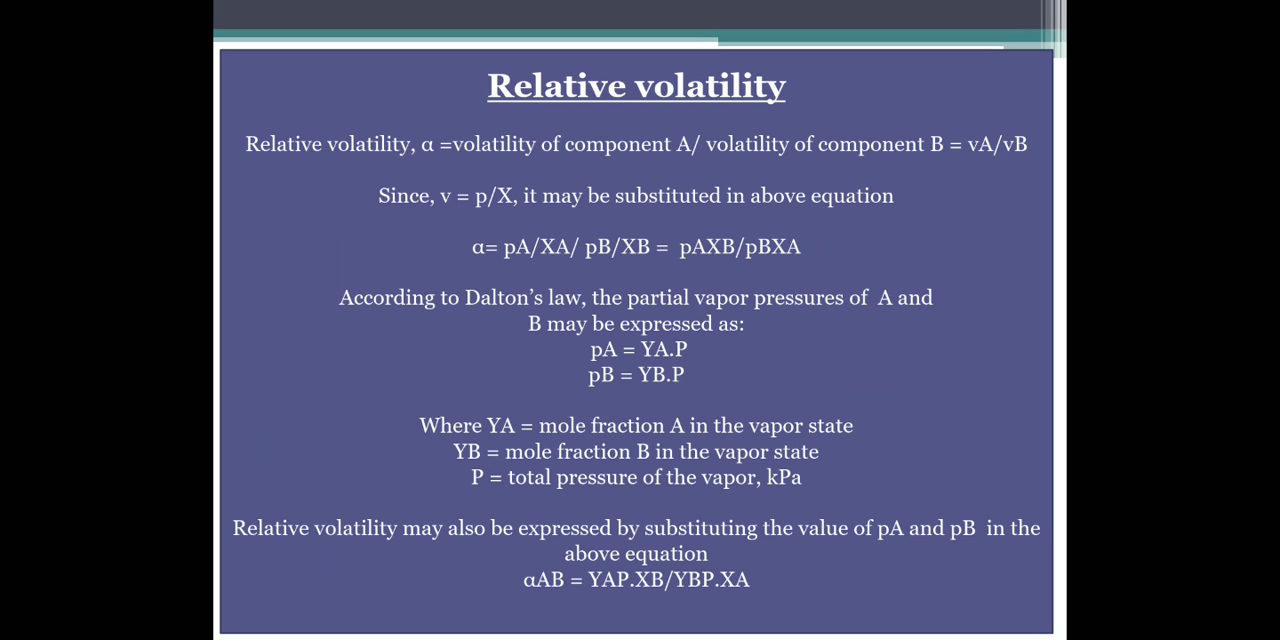 Relative volatility
Relative volatility, α =volatility of component A/ volatility of component B = vA/vB
Since, v = p/X, it may be substituted in above equation
α= pA/XA/ pB/XB =  pAXB/pBXA
According to Dalton’s law, the partial vapor pressures of  A and
B may be expressed as:
pA = YA.P
pB = YB.P
Where YA = mole fraction A in the vapor state
YB = mole fraction B in the vapor state
P = total pressure of the vapor, kPa
Relative volatility may also be expressed by substituting the value of pA and pB  in the
above equation
αAB = YAP.XB/YBP.XA